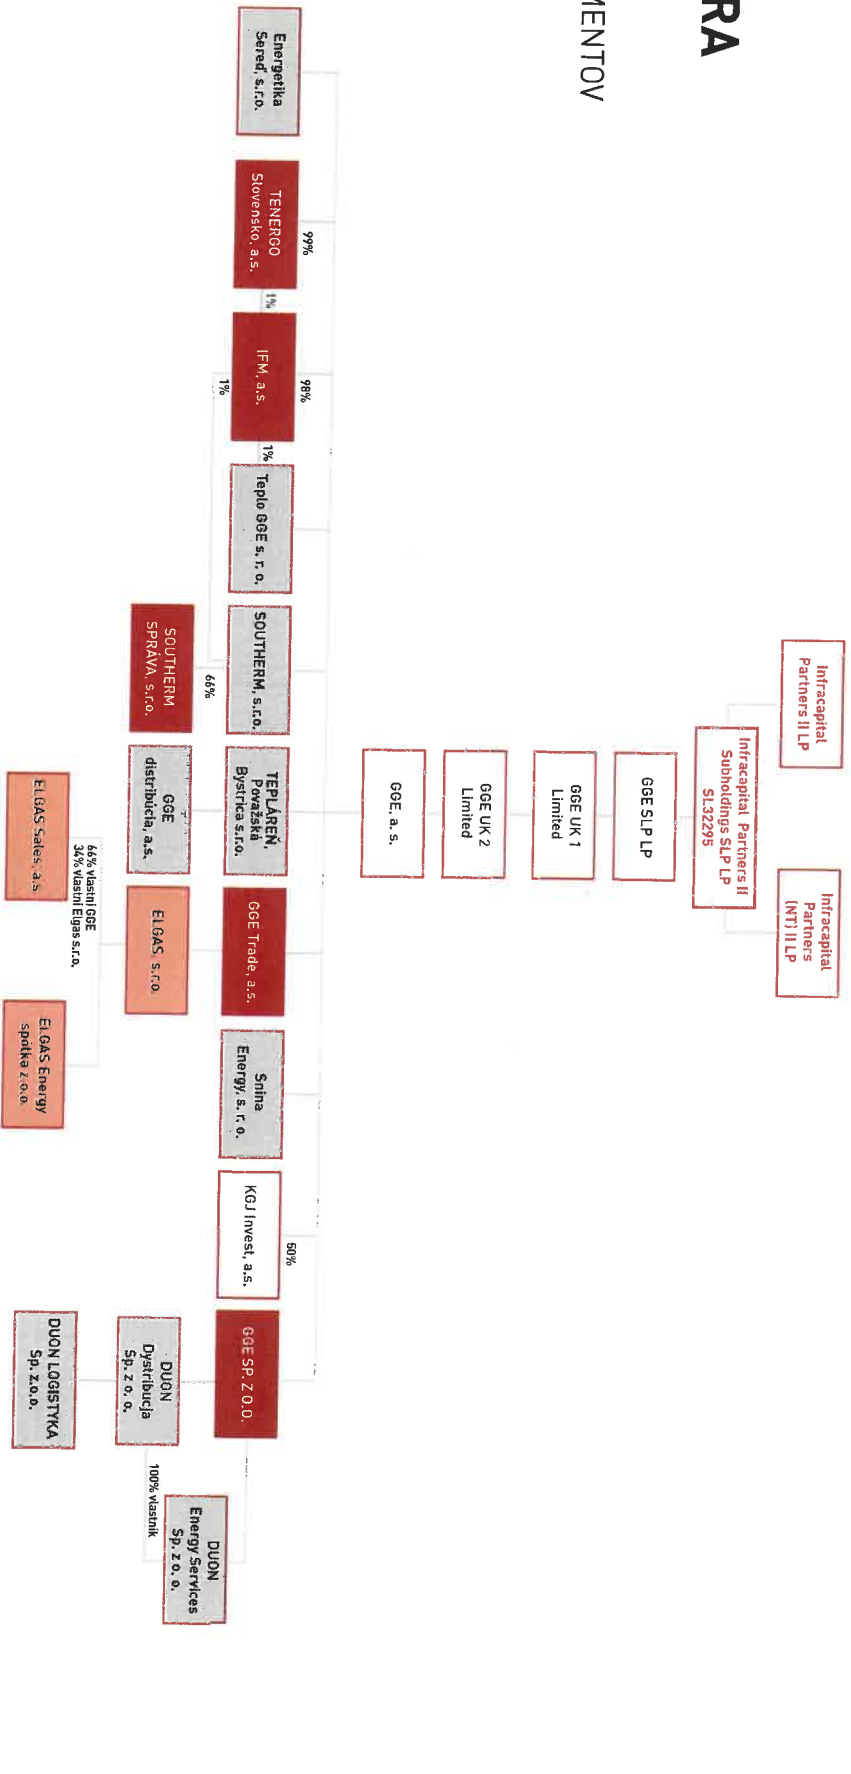 RA
MENTOV
Infracapital
Partners II LP
Infracapital
Partners
(NT) II LP
Infracapital Partners II
Subholdings SLP LP
SL32295
GGE SLP LP
GGE UK 1
Limited
GGE UK 2
Limited
GGE, a. s.
99%
98%
50%
Energetika
Sereď, s.r.o.
TENERGO
Slovensko, a.s.
1%
IFM, a.s.
1%
Teplo GGE s. r. o.
SOUTHERM, s.r.o.
TEPLÁREŇ,
Považská
Bystrica s.r.o.
GGE Trade, a.s.
Snina
Energy, s. r. o.
KGJ Invest, a.s.
GGE SP. Z O.O.
1%
66%
DUON
Energy Services
Sp. z o. o.
SOUTHERM
SPRÁVA, s.r.o.
GGE
distribúcia, a.s.
ELGAS, s.r.o.
DUON
Dystrybucja
Sp. z o. o.
100% vlastník
66% vlastní GGE
34% vlastní Elgas s.r.o.
ELGAS Sales, a.s.
ELGAS Energy
spółka z.o.o.
DUON LOGISTYKA
Sp. z.o.o.